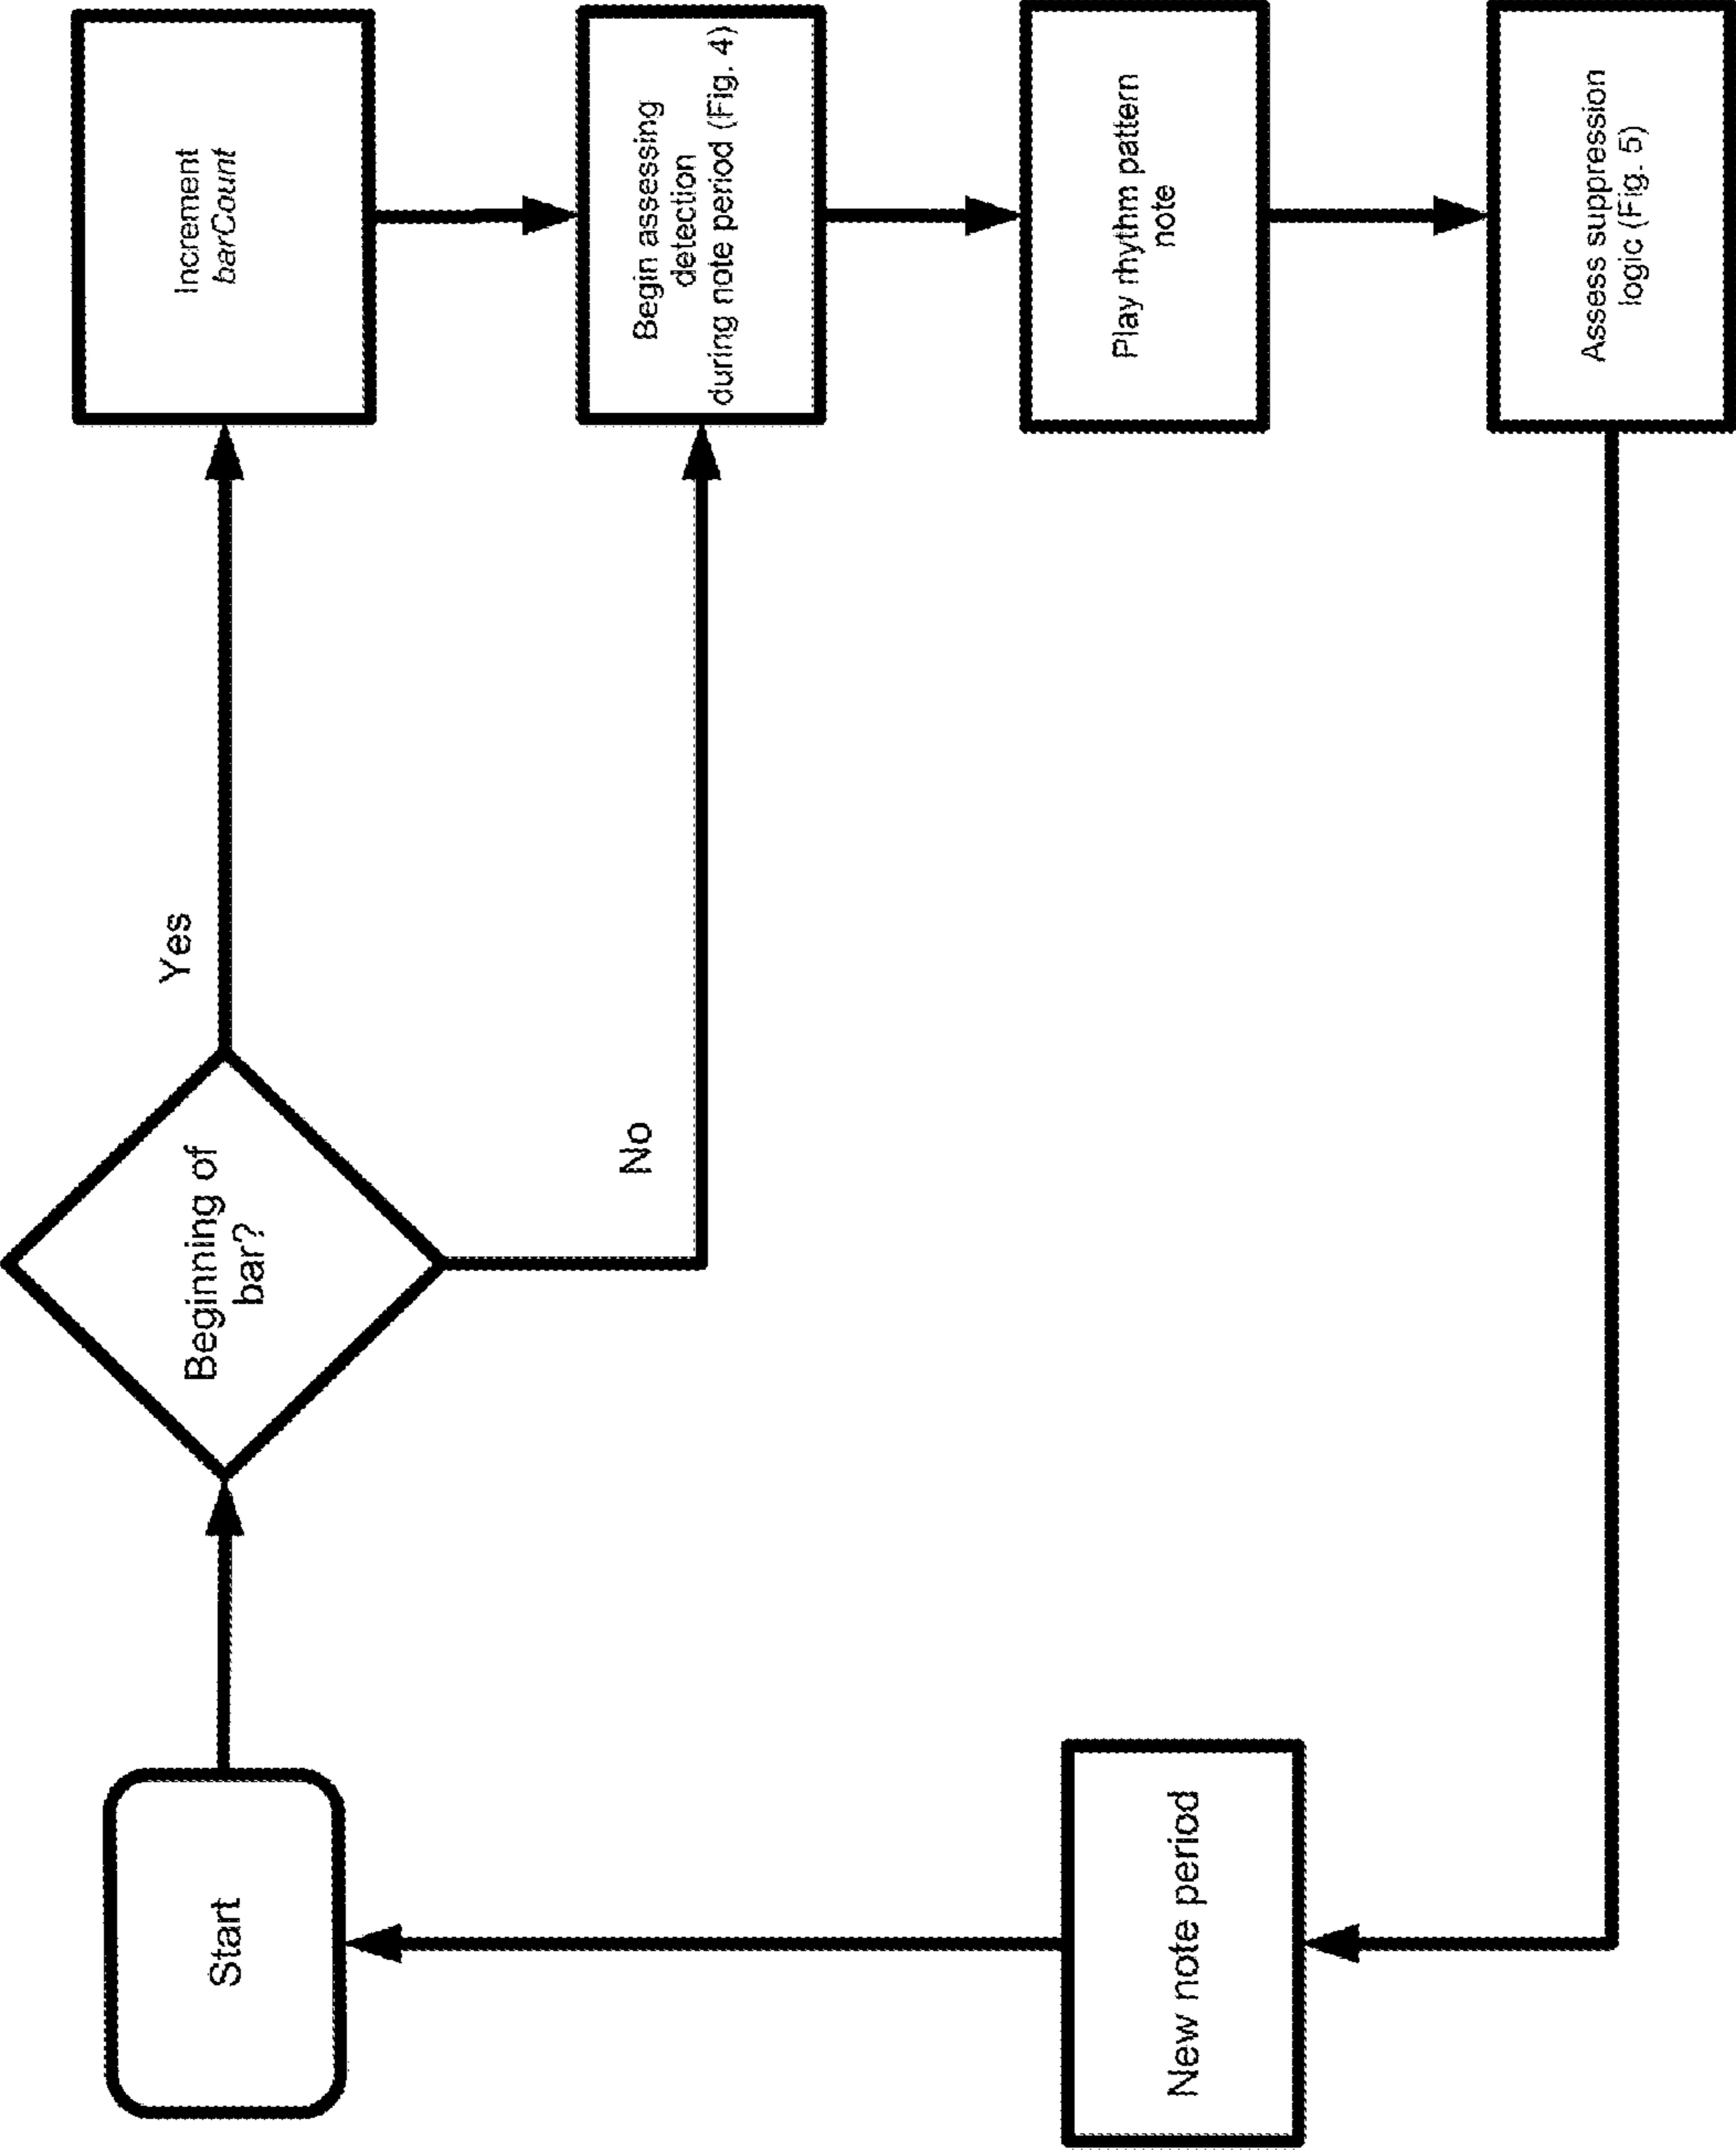 Start
Beginning of
bar?
Yes
No
Increment
barCount
Begin assessing
detection
during note period (Fig. 4)
Play rhythm pattern
note
Assess suppression
logic (Fig. 5)
New note period